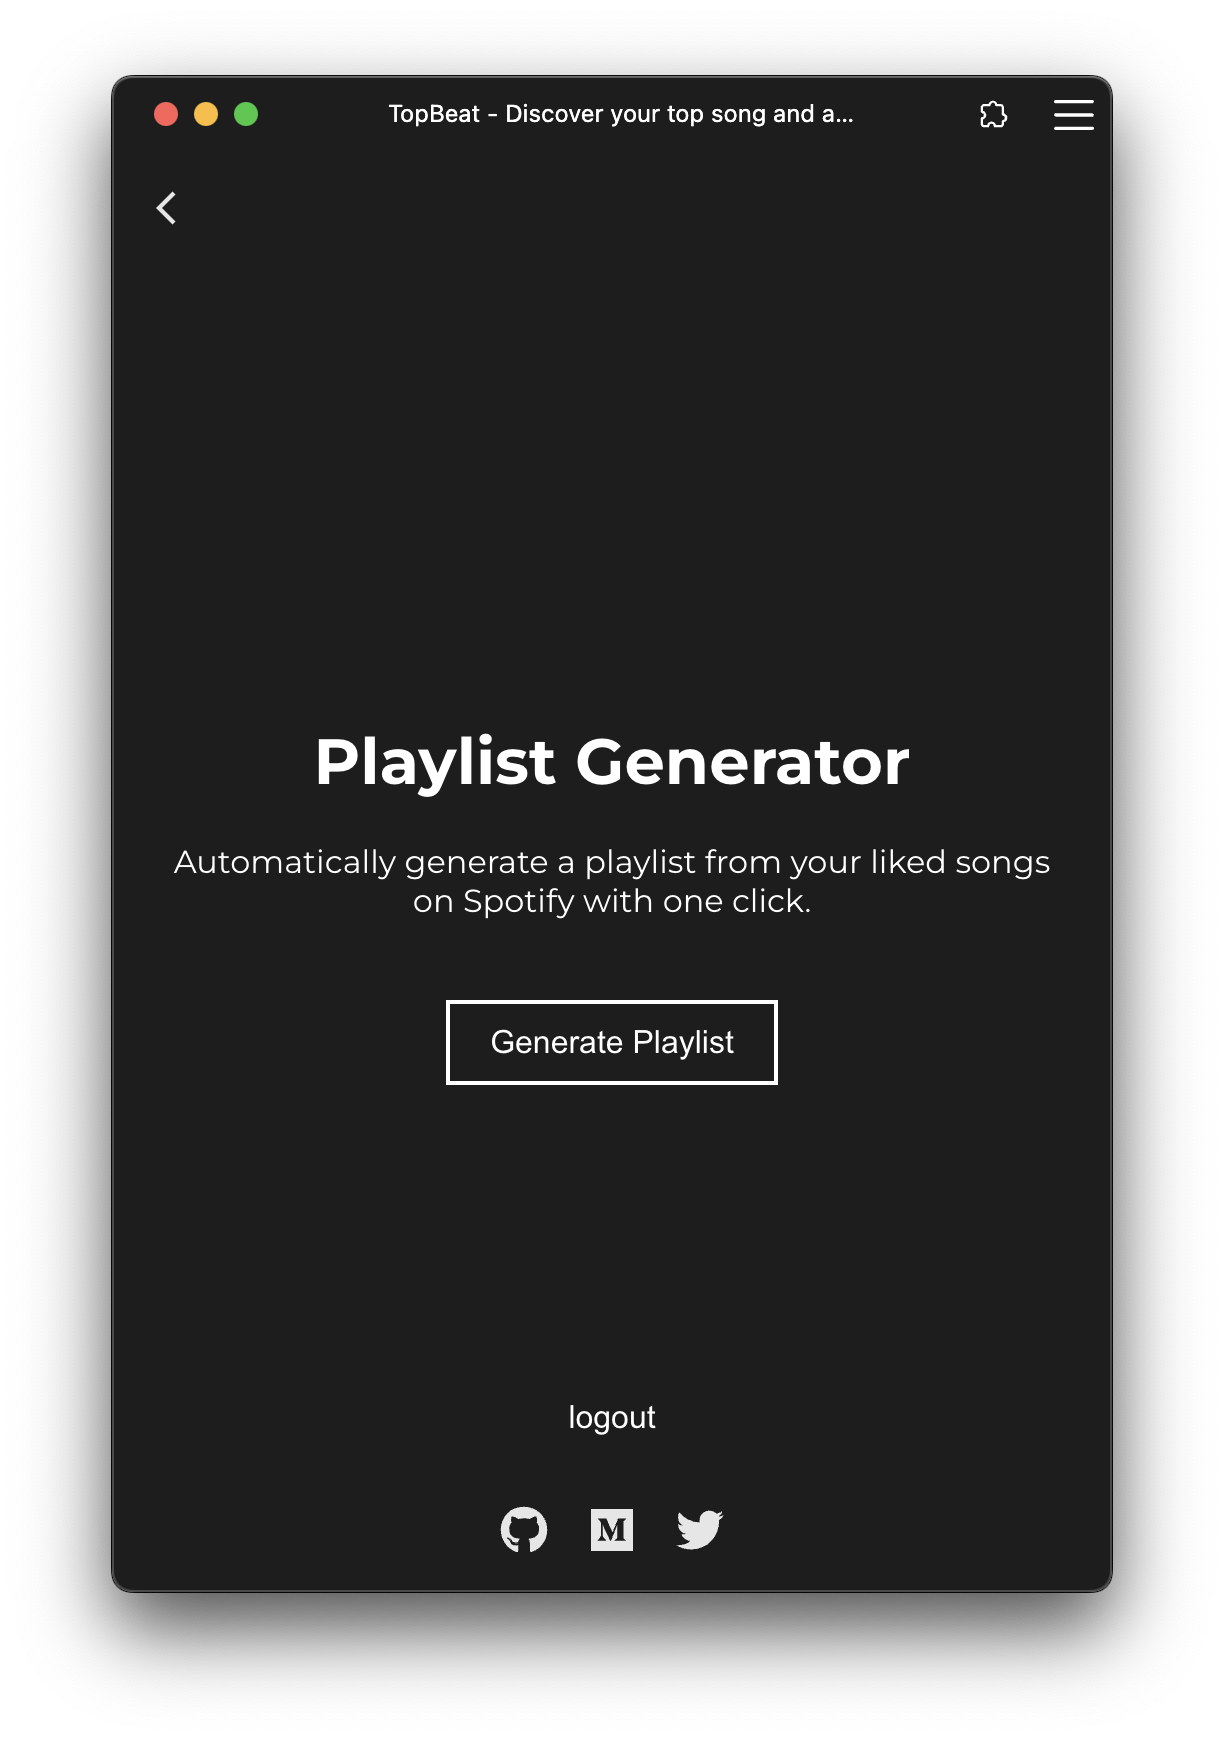 TopBeat - Discover your top song and a...
Playlist Generator
Automatically generate a playlist from your liked songs
on Spotify with one click.
Generate Playlist
logout
M